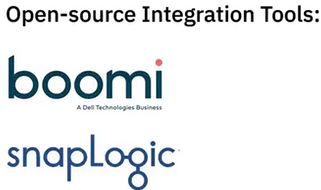 Open-source Integration Tools:
boomi
A Dell Technologies Business
snapLogic